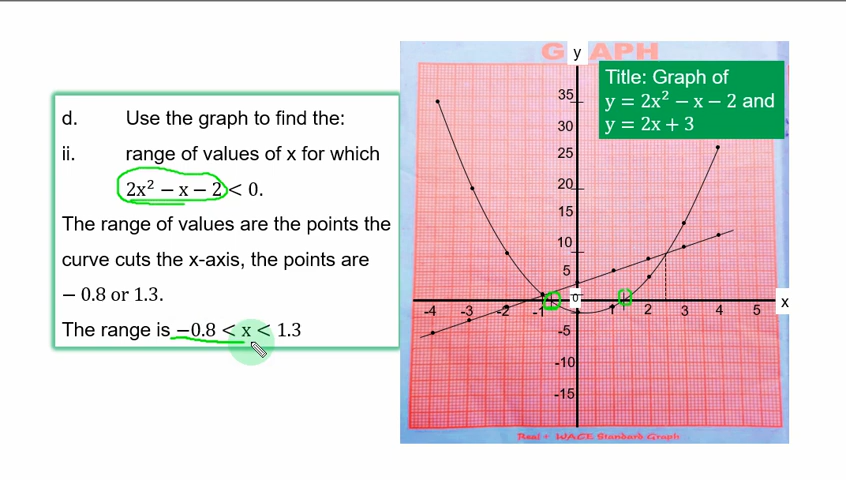 d. Use the graph to find the:
ii. range of values of x for which
2x² − x − 2 < 0.
The range of values are the points the
curve cuts the x-axis, the points are
− 0.8 or 1.3.
The range is −0.8 < x < 1.3
GRAPH
y
Title: Graph of
y = 2x² − x − 2 and
y = 2x + 3
35
30
25
20
15
10
5
0
-4 -3 -2 -1 1 2 3 4 5 x
-5
-10
-15
Real + WACE Standard Graph